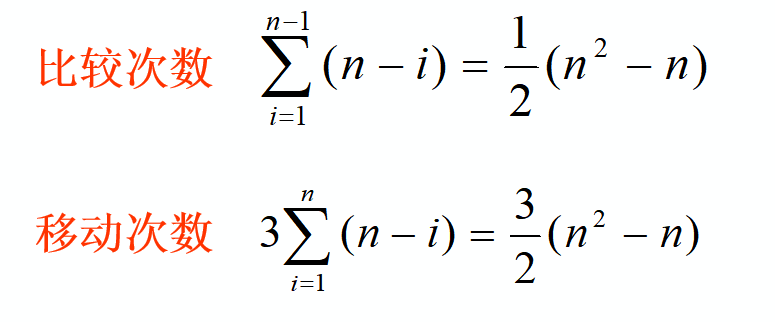 比较次数 $\sum_{i=1}^{n-1}(n-i)=\frac{1}{2}(n^2-n)$
移动次数 $3\sum_{i=1}^{n}(n-i)=\frac{3}{2}(n^2-n)$